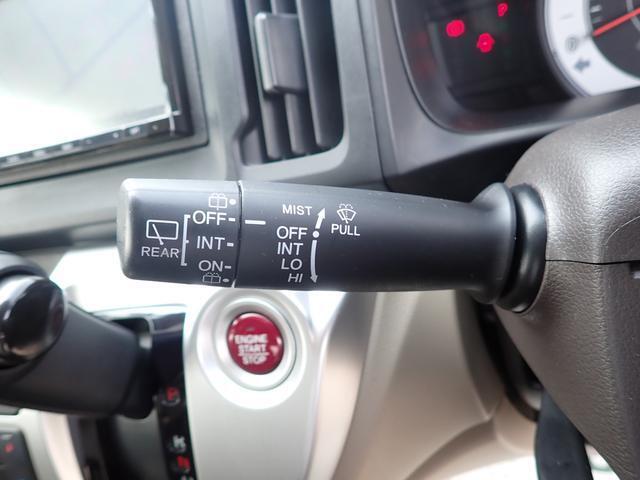 OFF
INT
ON
REAR
MIST
OFF
INT
LO
HI
PULL
ENGINE
START
STOP